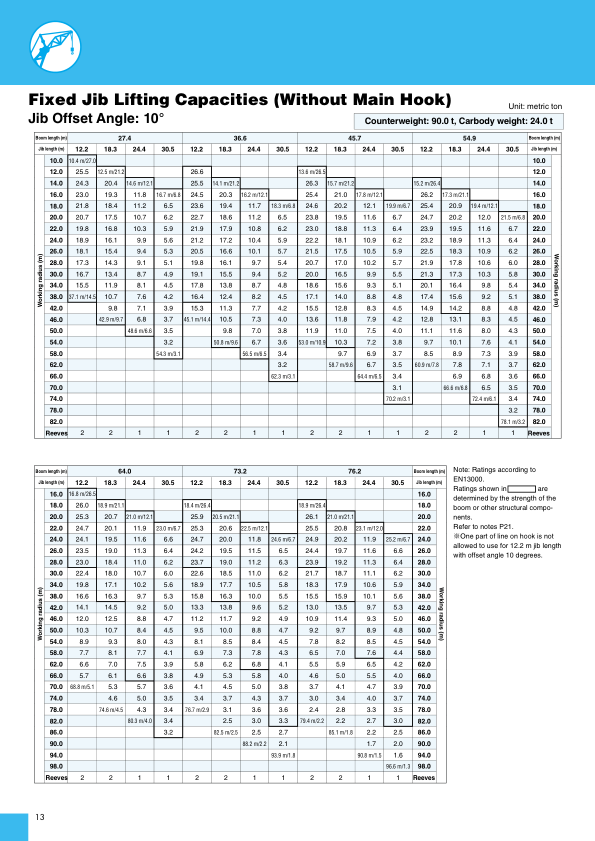 Fixed Jib Lifting Capacities (Without Main Hook)
Unit: metric ton
Jib Offset Angle: 10°
Counterweight: 90.0 t, Carbody weight: 24.0 t
Boom length (m) 27.4 36.6 45.7 54.9 Boom length (m)
Jib length (m) 12.2 18.3 24.4 30.5 12.2 18.3 24.4 30.5 12.2 18.3 24.4 30.5 12.2 18.3 24.4 30.5 Jib length (m)
Working radius (m)
10.0 10.4 m/27.0 10.0
12.0 25.5 12.5 m/21.2 26.6 13.6 m/26.5 12.0
14.0 24.3 20.4 14.6 m/12.1 25.5 14.1 m/21.2 26.3 15.7 m/21.2 15.2 m/26.4 14.0
16.0 23.0 19.3 11.8 16.7 m/6.8 24.5 20.3 16.2 m/12.1 25.4 21.0 17.8 m/12.1 26.2 17.3 m/21.1 16.0
18.0 21.8 18.4 11.2 6.5 23.6 19.4 11.7 18.3 m/6.8 24.6 20.2 12.1 19.9 m/6.7 25.4 20.9 19.4 m/12.1 18.0
20.0 20.7 17.5 10.7 6.2 22.7 18.6 11.2 6.5 23.8 19.5 11.6 6.7 24.7 20.2 12.0 21.5 m/6.8 20.0
22.0 19.8 16.8 10.3 5.9 21.9 17.9 10.8 6.2 23.0 18.8 11.3 6.4 23.9 19.5 11.6 6.7 22.0
24.0 18.9 16.1 9.9 5.6 21.2 17.2 10.4 5.9 22.2 18.1 10.9 6.2 23.2 18.9 11.3 6.4 24.0
26.0 18.1 15.4 9.4 5.3 20.5 16.6 10.1 5.7 21.5 17.5 10.5 5.9 22.5 18.3 10.9 6.2 26.0
28.0 17.3 14.3 9.1 5.1 19.8 16.1 9.7 5.4 20.7 17.0 10.2 5.7 21.9 17.8 10.6 6.0 28.0
30.0 16.7 13.4 8.7 4.9 19.1 15.5 9.4 5.2 20.0 16.5 9.9 5.5 21.3 17.3 10.3 5.8 30.0
34.0 15.5 11.9 8.1 4.5 17.8 13.8 8.7 4.8 18.6 15.6 9.3 5.1 20.1 16.4 9.8 5.4 34.0
38.0 37.1 m/14.5 10.7 7.6 4.2 16.4 12.4 8.2 4.5 17.1 14.0 8.8 4.8 17.4 15.6 9.2 5.1 38.0
42.0 9.8 7.1 3.9 15.3 11.3 7.7 4.2 15.5 12.8 8.3 4.5 14.9 14.2 8.8 4.8 42.0
46.0 42.9 m/9.7 6.8 3.7 45.1 m/14.4 10.5 7.3 4.0 13.6 11.8 7.9 4.2 12.8 13.1 8.3 4.5 46.0
50.0 48.6 m/6.6 3.5 9.8 7.0 3.8 11.9 11.0 7.5 4.0 11.1 11.6 8.0 4.3 50.0
54.0 3.2 50.8 m/9.6 6.7 3.6 53.0 m/10.9 10.3 7.2 3.8 9.7 10.1 7.6 4.1 54.0
58.0 54.3 m/3.1 56.5 m/6.5 3.4 9.7 6.9 3.7 8.5 8.9 7.3 3.9 58.0
62.0 3.2 58.7 m/9.6 6.7 3.5 60.9 m/7.8 7.8 7.1 3.7 62.0
66.0 62.3 m/3.1 64.4 m/6.5 3.4 6.9 6.8 3.6 66.0
70.0 3.1 66.6 m/6.8 6.5 3.5 70.0
74.0 70.2 m/3.1 72.4 m/6.1 3.4 74.0
78.0 3.2 78.0
82.0 78.1 m/3.2 82.0
Reeves 2 2 1 1 2 2 1 1 2 2 1 1 2 2 1 1 Reeves
Working radius (m)
Boom length (m) 64.0 73.2 76.2 Boom length (m)
Jib length (m) 12.2 18.3 24.4 30.5 12.2 18.3 24.4 30.5 12.2 18.3 24.4 30.5 Jib length (m)
Working radius (m)
16.0 16.8 m/26.5 16.0
18.0 26.0 18.9 m/21.1 18.4 m/26.4 18.9 m/26.4 18.0
20.0 25.3 20.7 21.0 m/12.1 25.9 20.5 m/21.1 26.1 21.0 m/21.1 20.0
22.0 24.7 20.1 11.9 23.0 m/6.7 25.3 20.6 22.5 m/12.1 25.5 20.8 23.1 m/12.0 22.0
24.0 24.1 19.5 11.6 6.6 24.7 20.0 11.8 24.6 m/6.7 24.9 20.2 11.9 25.2 m/6.7 24.0
26.0 23.5 19.0 11.3 6.4 24.2 19.5 11.5 6.5 24.4 19.7 11.6 6.6 26.0
28.0 23.0 18.4 11.0 6.2 23.7 19.0 11.2 6.3 23.9 19.2 11.3 6.4 28.0
30.0 22.4 18.0 10.7 6.0 22.6 18.5 11.0 6.2 21.7 18.7 11.1 6.2 30.0
34.0 19.8 17.1 10.2 5.6 18.9 17.7 10.5 5.8 18.3 17.9 10.6 5.9 34.0
38.0 16.6 16.3 9.7 5.3 15.8 16.3 10.0 5.5 15.5 15.9 10.1 5.6 38.0
42.0 14.1 14.5 9.2 5.0 13.3 13.8 9.6 5.2 13.0 13.5 9.7 5.3 42.0
46.0 12.0 12.5 8.8 4.7 11.2 11.7 9.2 4.9 10.9 11.4 9.3 5.0 46.0
50.0 10.3 10.7 8.4 4.5 9.5 10.0 8.8 4.7 9.2 9.7 8.9 4.8 50.0
54.0 8.9 9.3 8.0 4.3 8.1 8.5 8.4 4.5 7.8 8.2 8.5 4.5 54.0
58.0 7.7 8.1 7.7 4.1 6.9 7.3 7.8 4.3 6.5 7.0 7.6 4.4 58.0
62.0 6.6 7.0 7.5 3.9 5.8 6.2 6.8 4.1 5.5 5.9 6.5 4.2 62.0
66.0 5.7 6.1 6.6 3.8 4.9 5.3 5.8 4.0 4.6 5.0 5.5 4.0 66.0
70.0 68.8 m/5.1 5.3 5.7 3.6 4.1 4.5 5.0 3.8 3.7 4.1 4.7 3.9 70.0
74.0 4.6 5.0 3.5 3.4 3.7 4.3 3.7 3.0 3.4 4.0 3.7 74.0
78.0 74.6 m/4.5 4.3 3.4 76.7 m/2.9 3.1 3.6 3.6 2.4 2.8 3.3 3.5 78.0
82.0 80.3 m/4.0 3.4 2.5 3.0 3.3 79.4 m/2.2 2.2 2.7 3.0 82.0
86.0 3.2 82.5 m/2.5 2.5 2.7 85.1 m/1.8 2.2 2.5 86.0
90.0 88.2 m/2.2 2.1 1.7 2.0 90.0
94.0 93.9 m/1.8 90.8 m/1.5 1.6 94.0
98.0 96.6 m/1.3 98.0
Reeves 2 2 1 1 2 2 1 1 2 2 1 1 Reeves
Working radius (m)
Note: Ratings according to
EN13000.
Ratings shown in are
determined by the strength of the
boom or other structural compo-
nents.
Refer to notes P21.
※One part of line on hook is not
allowed to use for 12.2 m jib length
with offset angle 10 degrees.
13